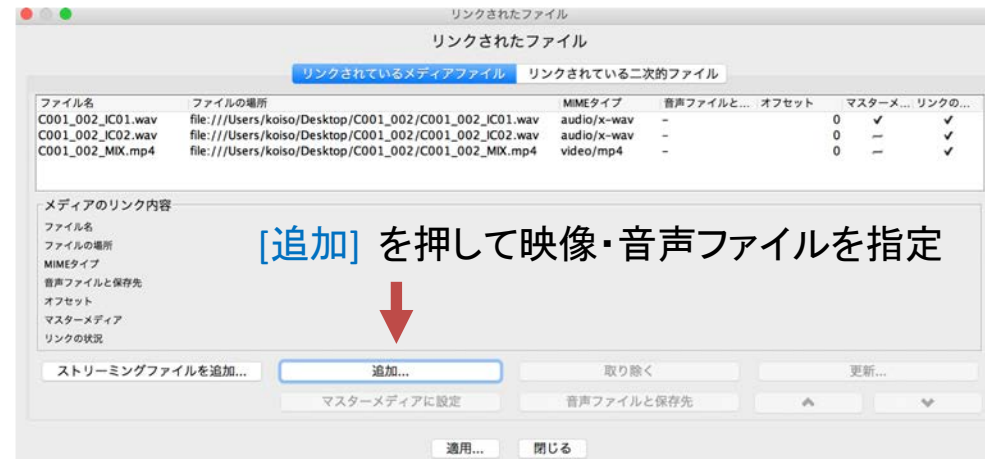 リンクされたファイル
リンクされたファイル
リンクされているメディアファイル リンクされている二次的ファイル
ファイル名 ファイルの場所 MIMEタイプ 音声ファイルと... オフセット マスターメ... リンクの...
C001_002_IC01.wav file:///Users/koiso/Desktop/C001_002/C001_002_IC01.wav audio/x-wav – 0 ✔ ✔
C001_002_IC02.wav file:///Users/koiso/Desktop/C001_002/C001_002_IC02.wav audio/x-wav – 0 – ✔
C001_002_MIX.mp4 file:///Users/koiso/Desktop/C001_002/C001_002_MIX.mp4 video/mp4 – 0 – ✔
メディアのリンク内容
ファイル名
ファイルの場所
[追加] を押して映像・音声ファイルを指定
MIMEタイプ
音声ファイルと保存先
オフセット
マスターメディア
リンクの状況
ストリーミングファイルを追加... 追加... 取り除く 更新...
マスターメディアに設定 音声ファイルと保存先
適用... 閉じる